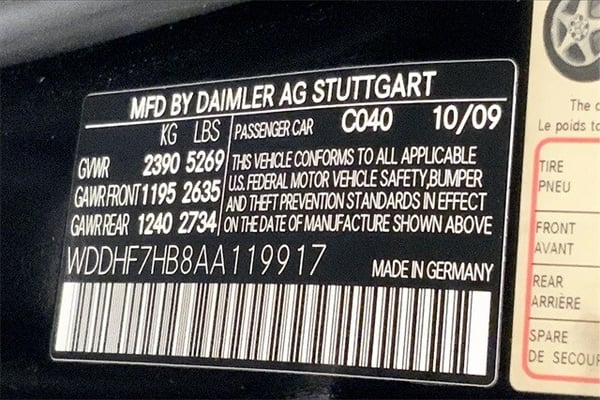 MFD BY DAIMLER AG STUTTGART
KG LBS
GVWR 2390 5269
GAWR FRONT 1195 2635
GAWR REAR 1240 2734
PASSENGER CAR C040 10/09
THIS VEHICLE CONFORMS TO ALL APPLICABLE
U.S. FEDERAL MOTOR VEHICLE SAFETY,BUMPER
AND THEFT PREVENTION STANDARDS IN EFFECT
ON THE DATE OF MANUFACTURE SHOWN ABOVE
WDDHF7HB8AA119917
MADE IN GERMANY
The
Le poids
TIRE
PNEU
FRONT
AVANT
REAR
ARRIÈRE
SPARE
DE